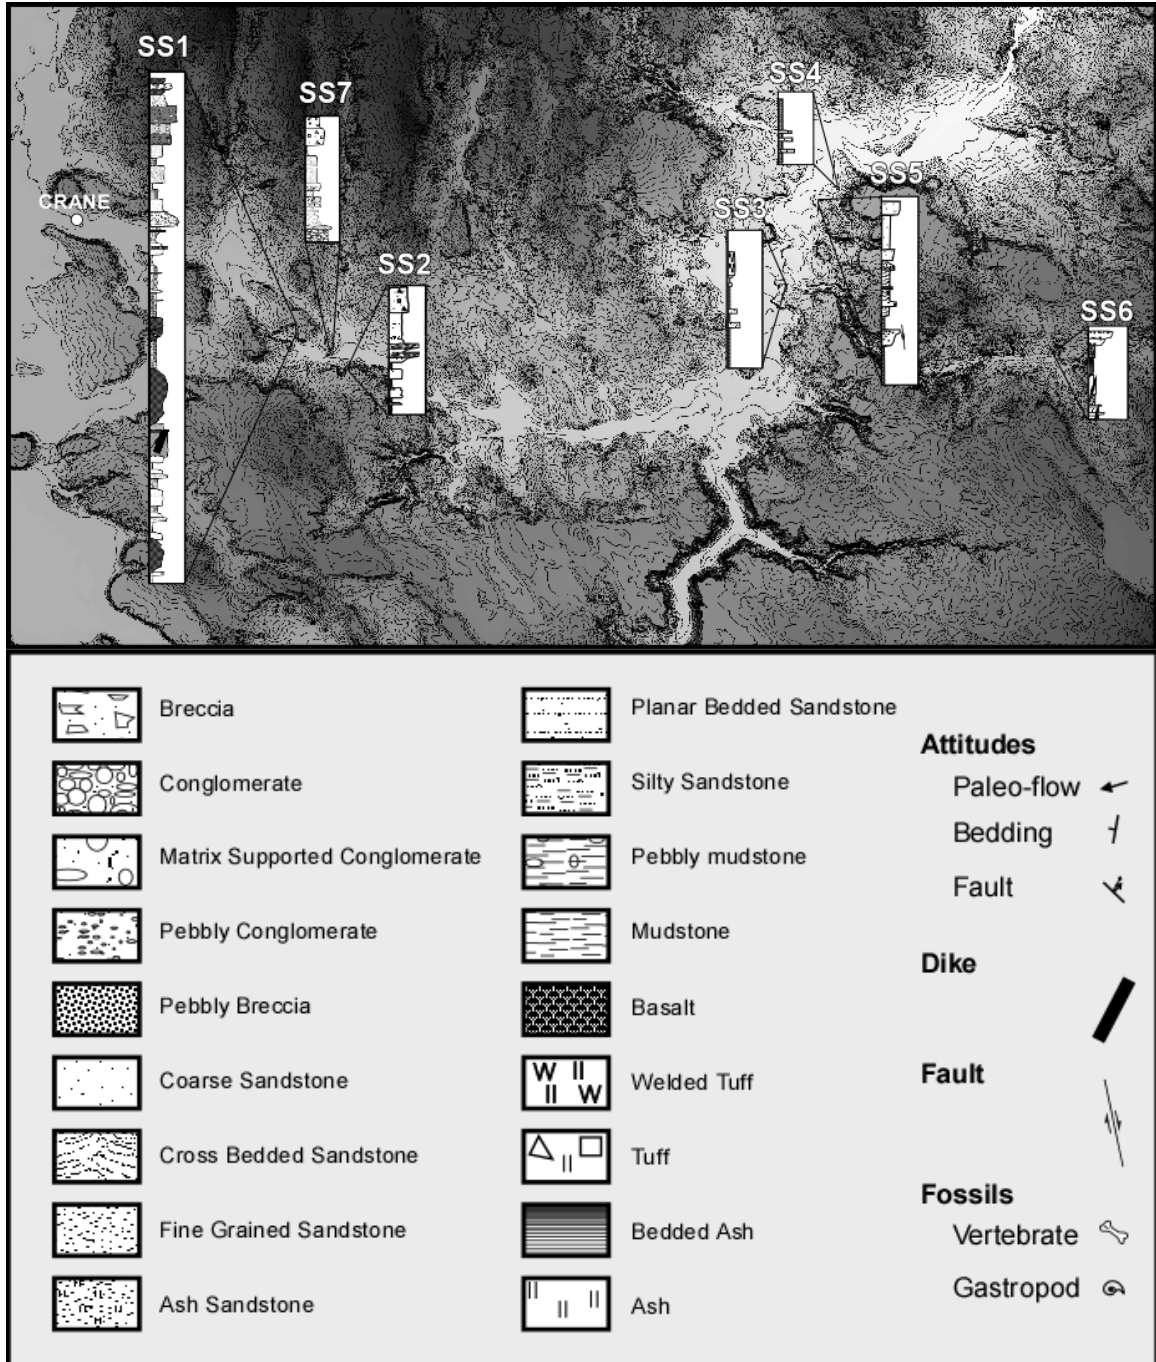 SS1
SS7
SS4
SS5
CRANE
SS3
SS2
SS6
Breccia
Conglomerate
Matrix Supported Conglomerate
Pebbly Conglomerate
Pebbly Breccia
Coarse Sandstone
Cross Bedded Sandstone
Fine Grained Sandstone
Ash Sandstone
Planar Bedded Sandstone
Silty Sandstone
Pebbly mudstone
Mudstone
Basalt
W W
Welded Tuff
Tuff
Bedded Ash
Ash
Attitudes
Paleo-flow
Bedding
Fault
Dike
Fault
Fossils
Vertebrate
Gastropod